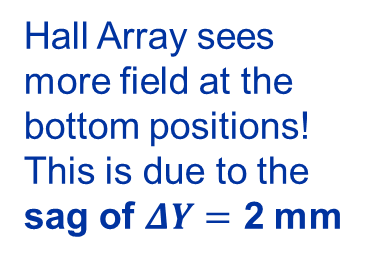 Hall Array sees
more field at the
bottom positions!
This is due to the
sag of ΔY = 2 mm